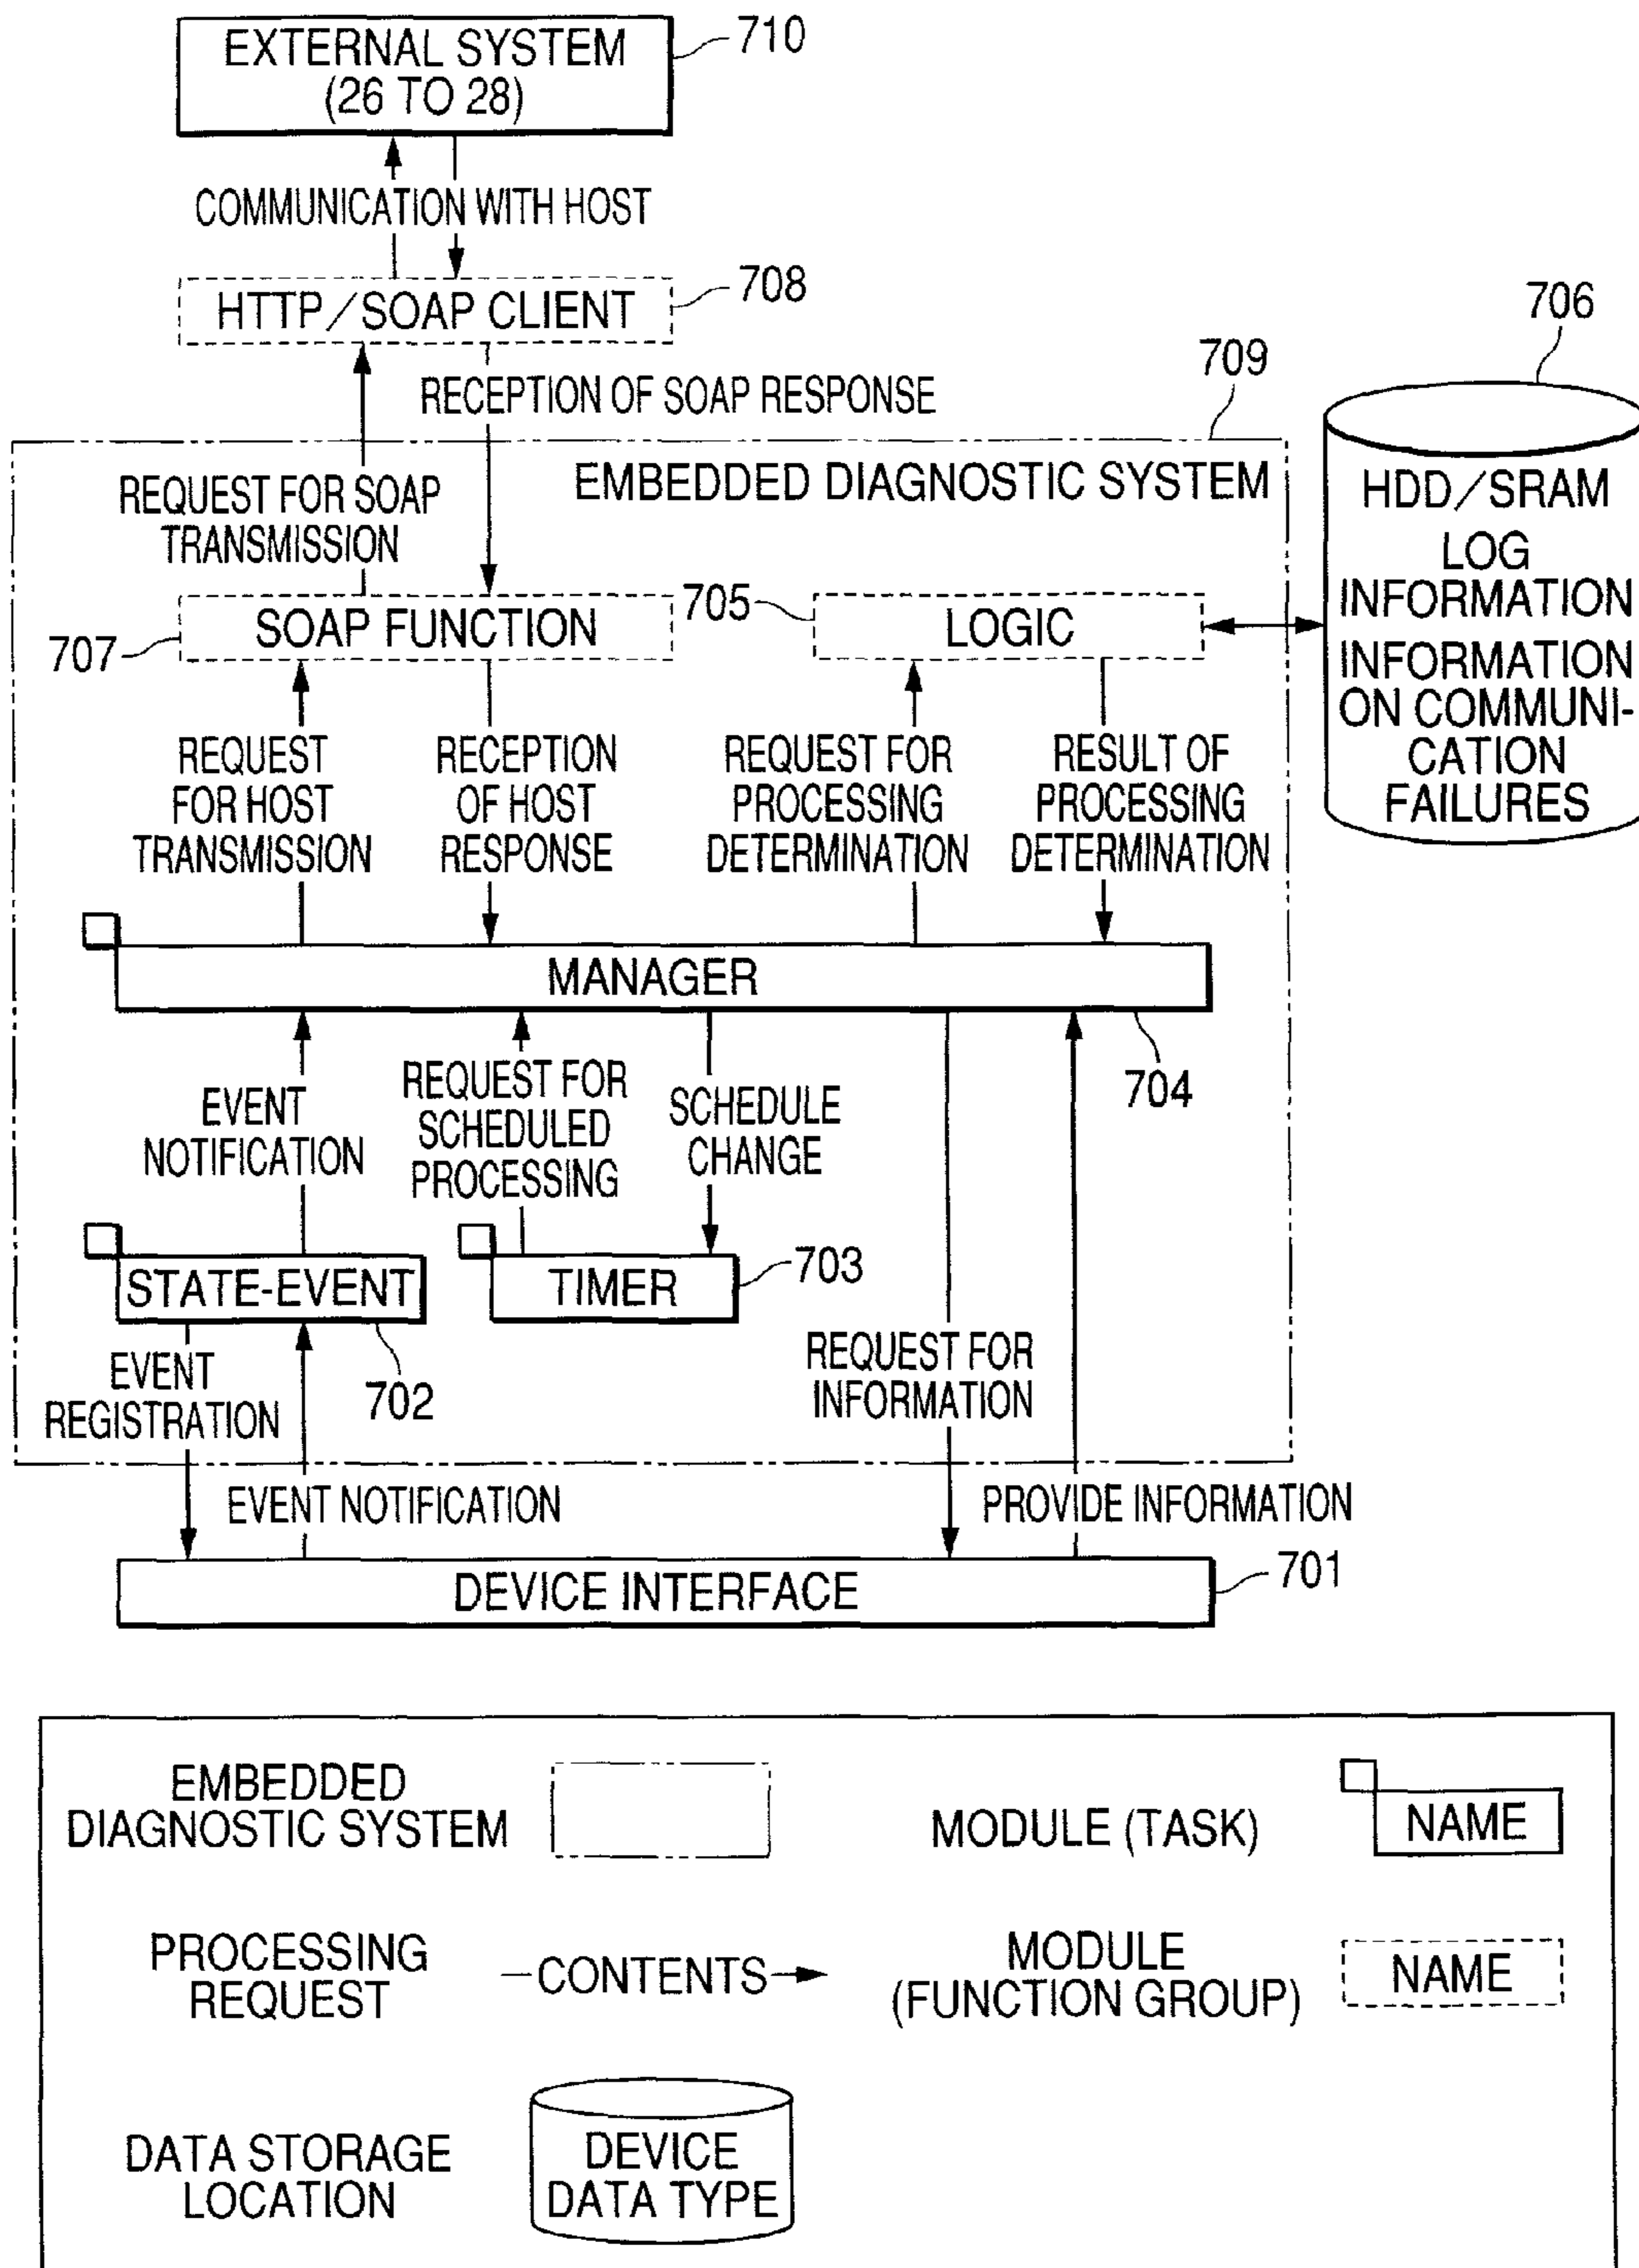 EXTERNAL SYSTEM
(26 TO 28)
710
COMMUNICATION WITH HOST
HTTP/SOAP CLIENT
708
706
709
RECEPTION OF SOAP RESPONSE
REQUEST FOR SOAP
TRANSMISSION
EMBEDDED DIAGNOSTIC SYSTEM
HDD/SRAM
LOG
INFORMATION
INFORMATION
ON COMMUNI-
CATION
FAILURES
707
SOAP FUNCTION
705
LOGIC
REQUEST
FOR HOST
TRANSMISSION
RECEPTION
OF HOST
RESPONSE
REQUEST FOR
PROCESSING
DETERMINATION
RESULT OF
PROCESSING
DETERMINATION
MANAGER
704
EVENT
NOTIFICATION
REQUEST FOR
SCHEDULED
PROCESSING
SCHEDULE
CHANGE
STATE-EVENT
702
TIMER
703
EVENT
REGISTRATION
REQUEST FOR
INFORMATION
EVENT NOTIFICATION
PROVIDE INFORMATION
DEVICE INTERFACE
701
EMBEDDED
DIAGNOSTIC SYSTEM
MODULE (TASK)
NAME
PROCESSING
REQUEST
CONTENTS
MODULE
(FUNCTION GROUP)
NAME
DATA STORAGE
LOCATION
DEVICE
DATA TYPE